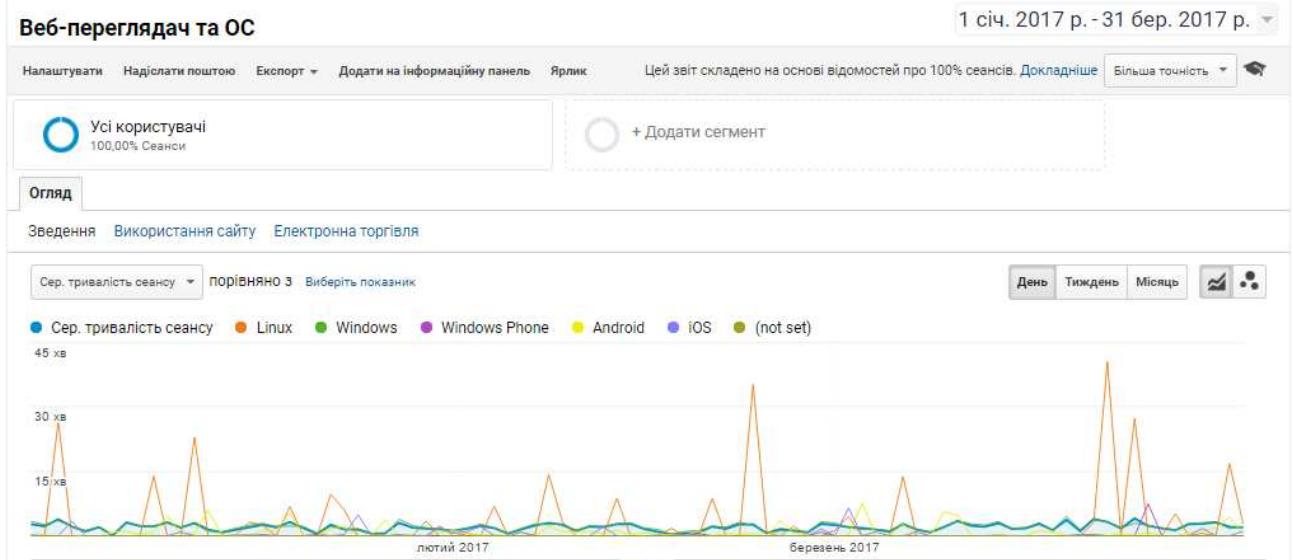 Веб-переглядач та ОС
1 січ. 2017 р. - 31 бер. 2017 р.
Налаштувати Надіслати поштою Експорт Додати на інформаційну панель Ярлик Цей звіт складено на основі відомостей про 100% сеансів. Докладніше Більша точність
Усі користувачі
100,00% Сеанси
+ Додати сегмент
Огляд
Зведення Використання сайту Електронна торгівля
Сер. тривалість сеансу порівняно з Виберіть показник День Тиждень Місяць
Сер. тривалість сеансу Linux Windows Windows Phone Android iOS (not set)
45 хв
30 хв
15 хв
лютий 2017 березень 2017